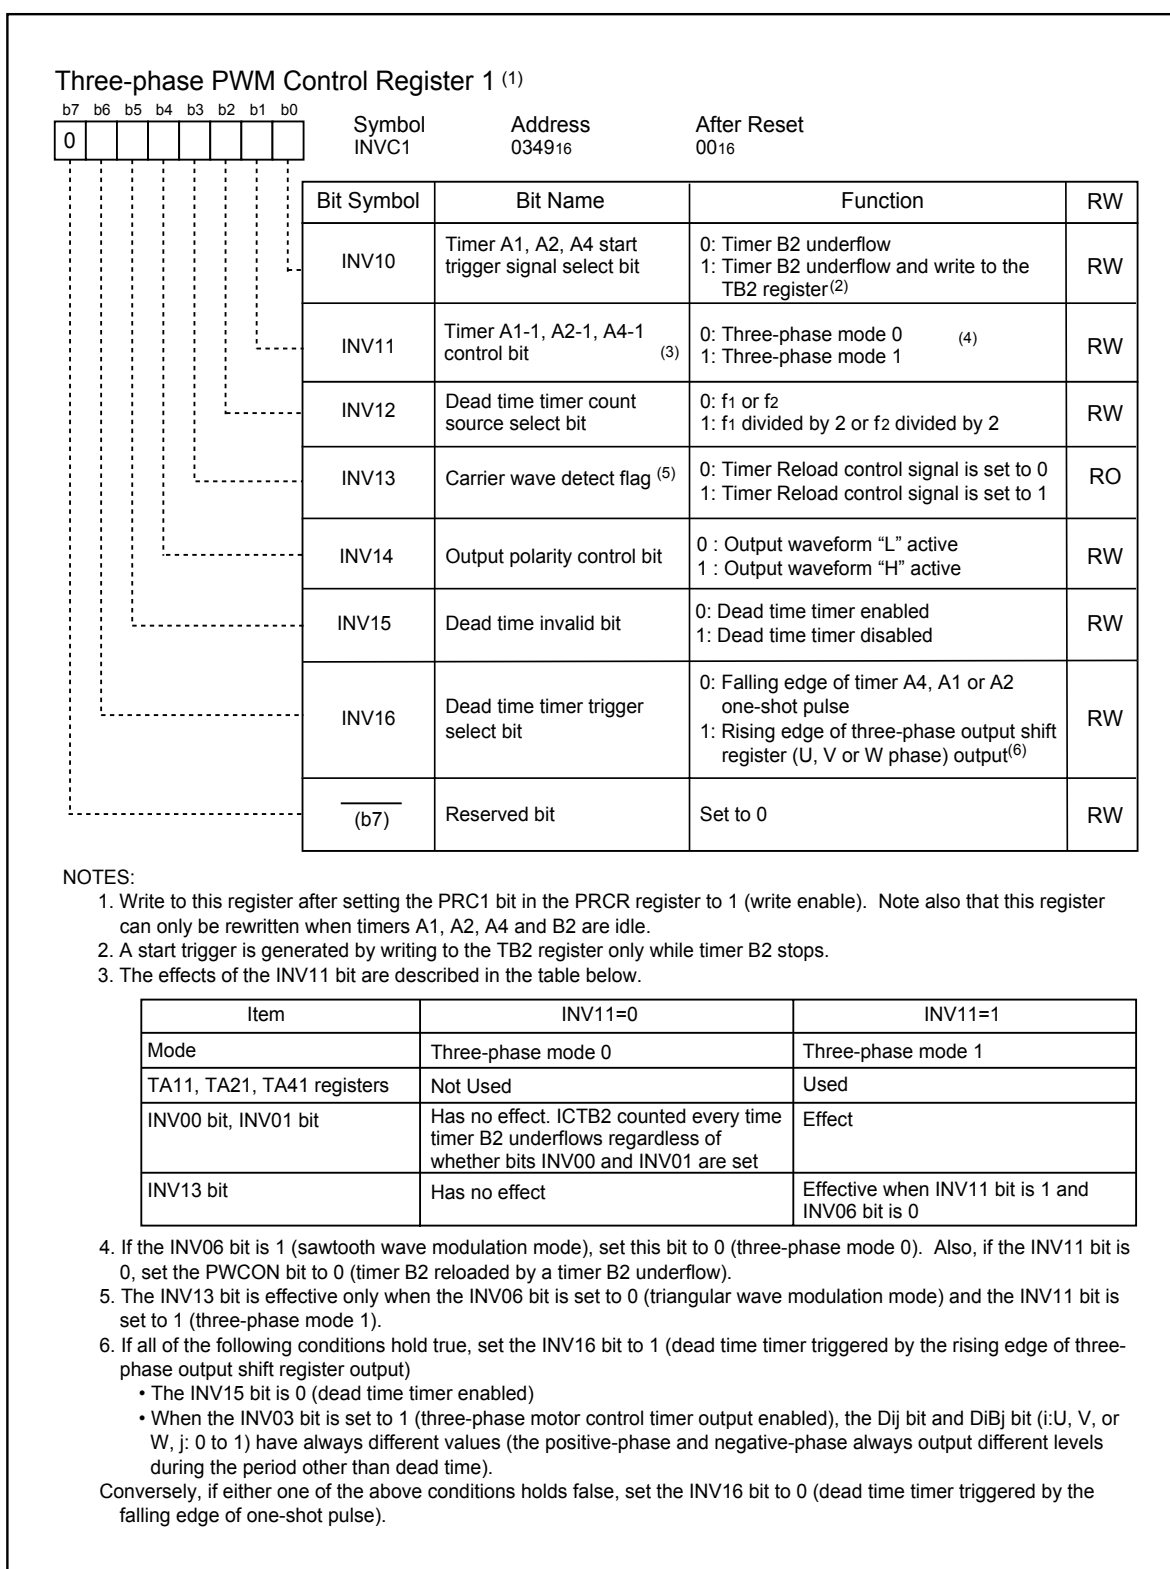 Three-phase PWM Control Register 1 (1)
b7 b6 b5 b4 b3 b2 b1 b0
0
Symbol Address After Reset
INVC1 034916 0016
Bit Symbol Bit Name Function RW
INV10
Timer A1, A2, A4 start
trigger signal select bit
0: Timer B2 underflow
1: Timer B2 underflow and write to the
TB2 register(2)
RW
INV11
Timer A1-1, A2-1, A4-1
control bit (3)
0: Three-phase mode 0 (4)
1: Three-phase mode 1
RW
INV12
Dead time timer count
source select bit
0: f1 or f2
1: f1 divided by 2 or f2 divided by 2
RW
INV13
Carrier wave detect flag (5)
0: Timer Reload control signal is set to 0
1: Timer Reload control signal is set to 1
RO
INV14
Output polarity control bit
0 : Output waveform “L” active
1 : Output waveform “H” active
RW
INV15
Dead time invalid bit
0: Dead time timer enabled
1: Dead time timer disabled
RW
INV16
Dead time timer trigger
select bit
0: Falling edge of timer A4, A1 or A2
one-shot pulse
1: Rising edge of three-phase output shift
register (U, V or W phase) output(6)
RW
(b7)
Reserved bit
Set to 0
RW
NOTES:
1. Write to this register after setting the PRC1 bit in the PRCR register to 1 (write enable). Note also that this register
can only be rewritten when timers A1, A2, A4 and B2 are idle.
2. A start trigger is generated by writing to the TB2 register only while timer B2 stops.
3. The effects of the INV11 bit are described in the table below.
Item INV11=0 INV11=1
Mode Three-phase mode 0 Three-phase mode 1
TA11, TA21, TA41 registers Not Used Used
INV00 bit, INV01 bit
Has no effect. ICTB2 counted every time
timer B2 underflows regardless of
whether bits INV00 and INV01 are set
Effect
INV13 bit
Has no effect
Effective when INV11 bit is 1 and
INV06 bit is 0
4. If the INV06 bit is 1 (sawtooth wave modulation mode), set this bit to 0 (three-phase mode 0). Also, if the INV11 bit is
0, set the PWCON bit to 0 (timer B2 reloaded by a timer B2 underflow).
5. The INV13 bit is effective only when the INV06 bit is set to 0 (triangular wave modulation mode) and the INV11 bit is
set to 1 (three-phase mode 1).
6. If all of the following conditions hold true, set the INV16 bit to 1 (dead time timer triggered by the rising edge of three-
phase output shift register output)
• The INV15 bit is 0 (dead time timer enabled)
• When the INV03 bit is set to 1 (three-phase motor control timer output enabled), the Dij bit and DiBj bit (i:U, V, or
W, j: 0 to 1) have always different values (the positive-phase and negative-phase always output different levels
during the period other than dead time).
Conversely, if either one of the above conditions holds false, set the INV16 bit to 0 (dead time timer triggered by the
falling edge of one-shot pulse).